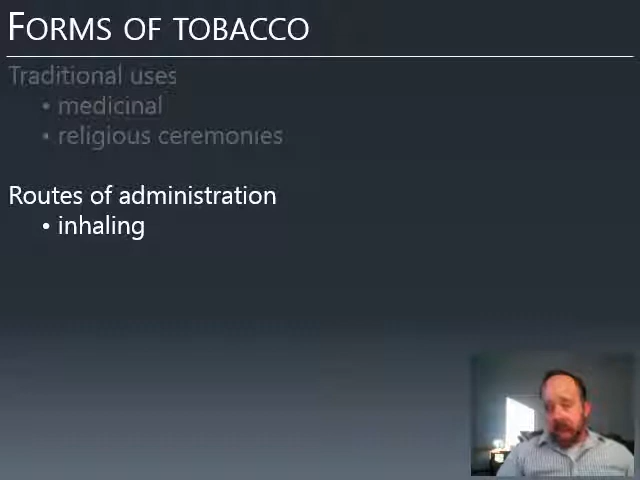 FORMS OF TOBACCO
Traditional uses
• medicinal
• religious ceremonies
Routes of administration
• inhaling